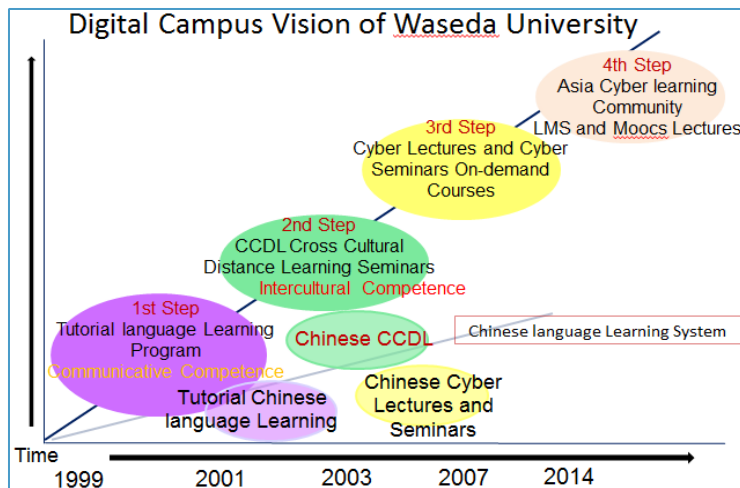 Digital Campus Vision of Waseda University
4th Step
Asia Cyber learning
Community
LMS and Moocs Lectures
3rd Step
Cyber Lectures and Cyber
Seminars On-demand
Courses
2nd Step
CCDL Cross Cultural
Distance Learning Seminars
Intercultural Competence
1st Step
Tutorial language Learning
Program
Communicative Competence
Chinese CCDL
Chinese language Learning System
Tutorial Chinese
language Learning
Chinese Cyber
Lectures and
Seminars
Time
1999 2001 2003 2007 2014